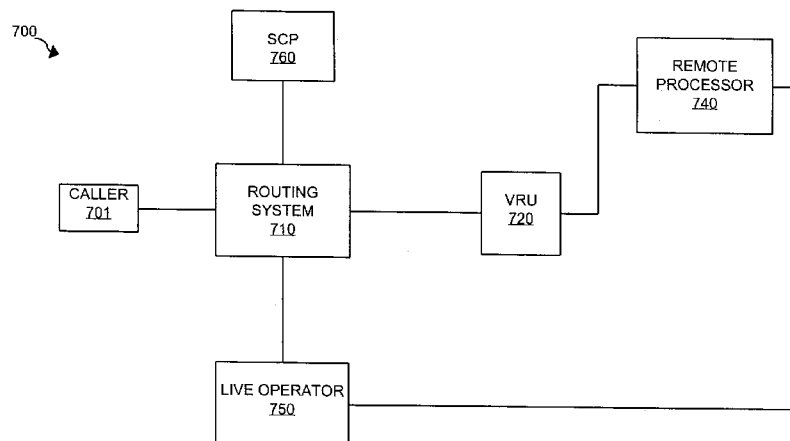 700
SCP
760
REMOTE
PROCESSOR
740
CALLER
701
ROUTING
SYSTEM
710
VRU
720
LIVE OPERATOR
750